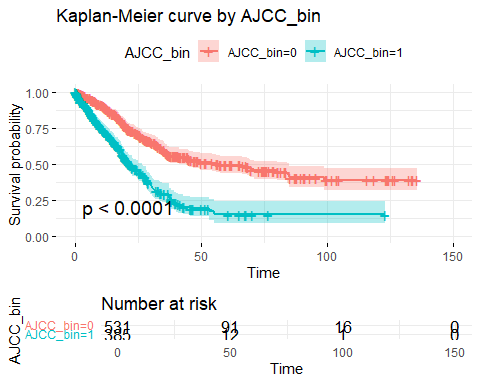 Kaplan-Meier curve by AJCC_bin
AJCC_bin AJCC_bin=0 AJCC_bin=1
Survival probability
1.00
0.75
0.50
0.25
0.00
p < 0.0001
0 50 100 150
Time
Number at risk
AJCC_bin
AJCC_bin=0 531 91 16 0
AJCC_bin=1 385 12 1 0
0 50 100 150
Time